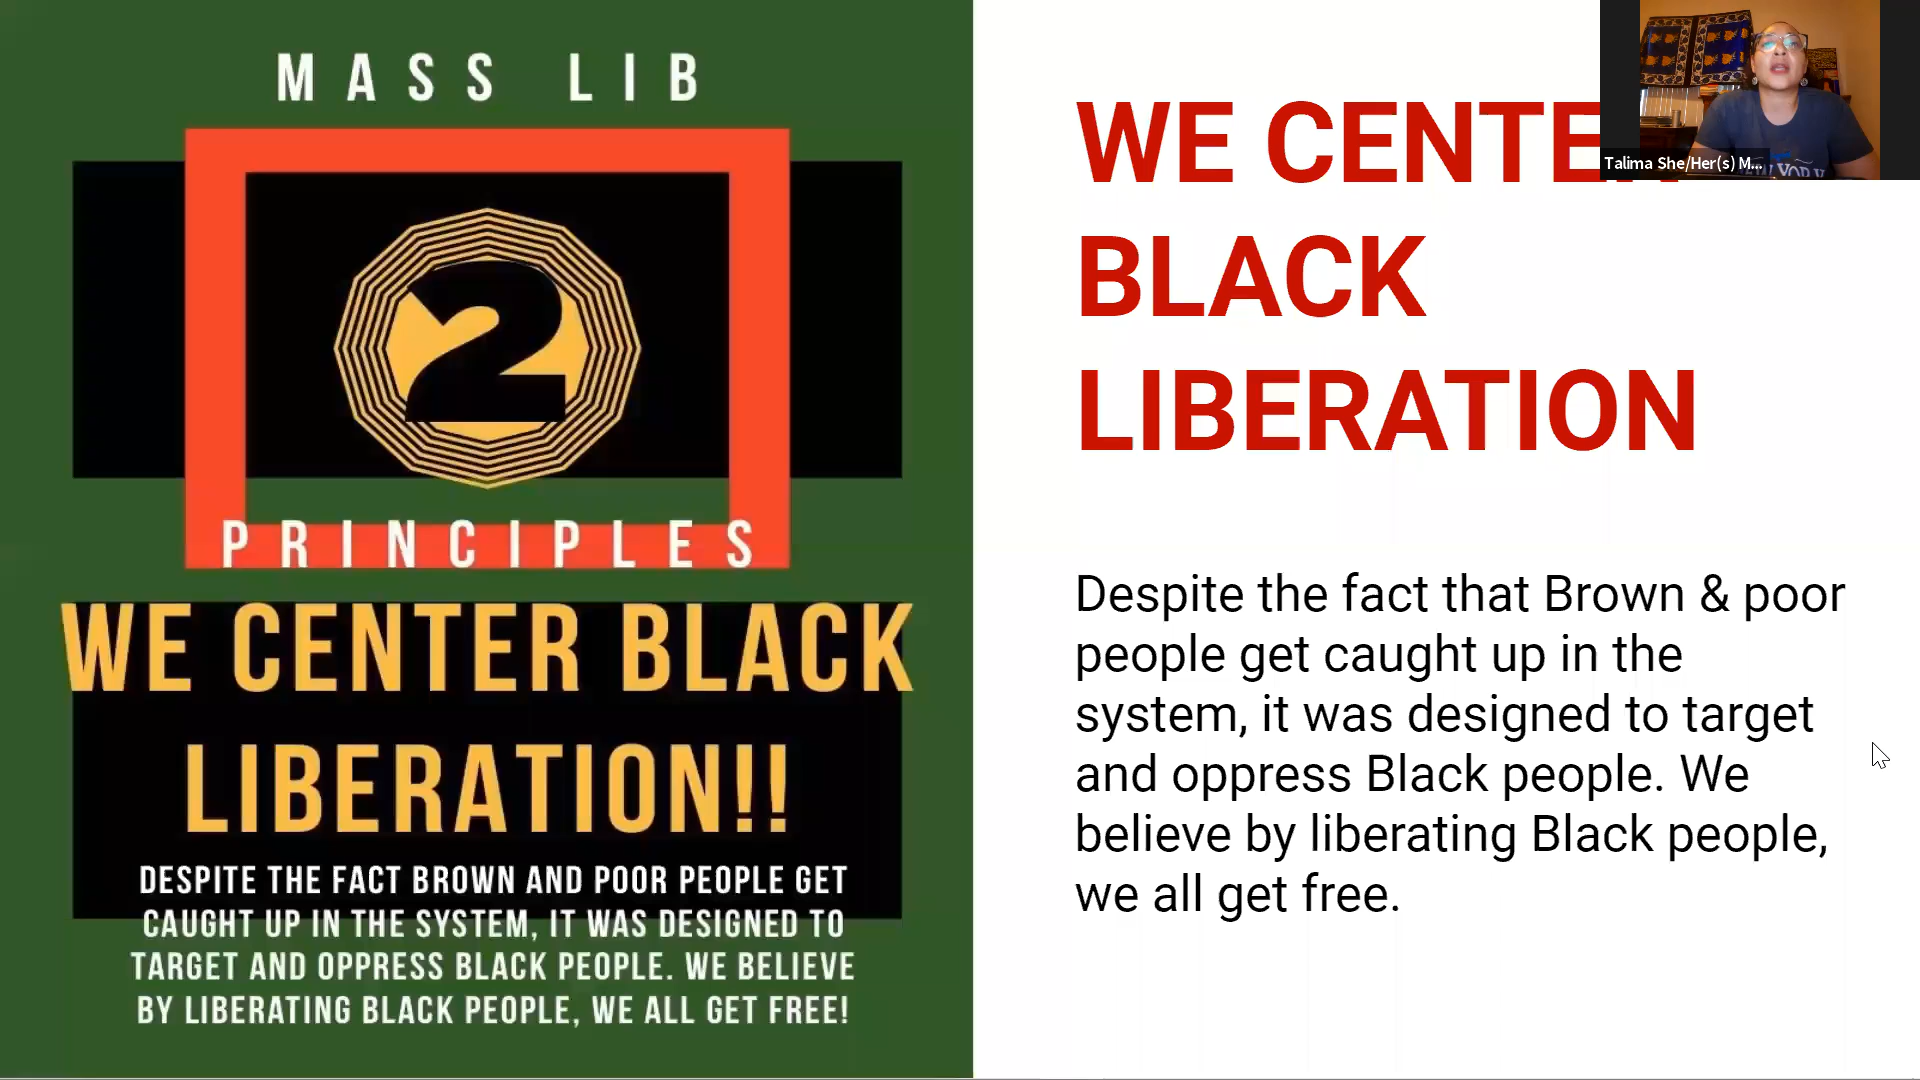 MASS LIB
2
PRINCIPLES
WE CENTER BLACK
LIBERATION!!
DESPITE THE FACT BROWN AND POOR PEOPLE GET
CAUGHT UP IN THE SYSTEM, IT WAS DESIGNED TO
TARGET AND OPPRESS BLACK PEOPLE. WE BELIEVE
BY LIBERATING BLACK PEOPLE, WE ALL GET FREE!
WE CENTER
BLACK
LIBERATION
Despite the fact that Brown & poor
people get caught up in the
system, it was designed to target
and oppress Black people. We
believe by liberating Black people,
we all get free.
Talima She/Her(s) M...
NEW YORK